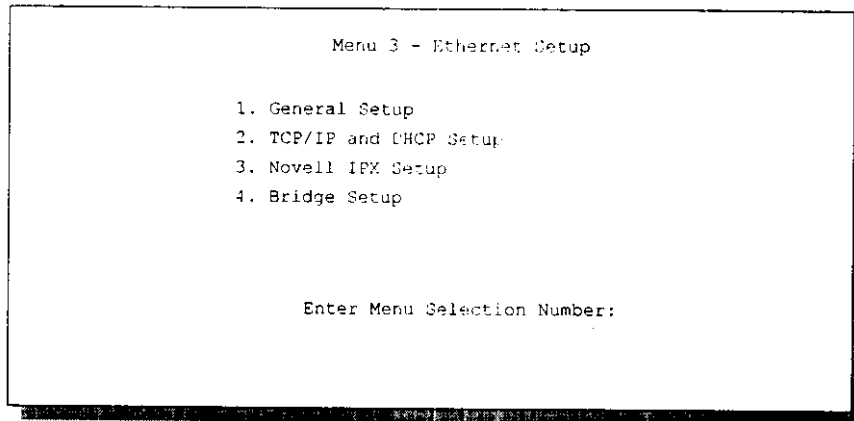 Menu 3 - Ethernet Setup
1. General Setup
2. TCP/IP and DHCP Setup
3. Novell IPX Setup
4. Bridge Setup
Enter Menu Selection Number: